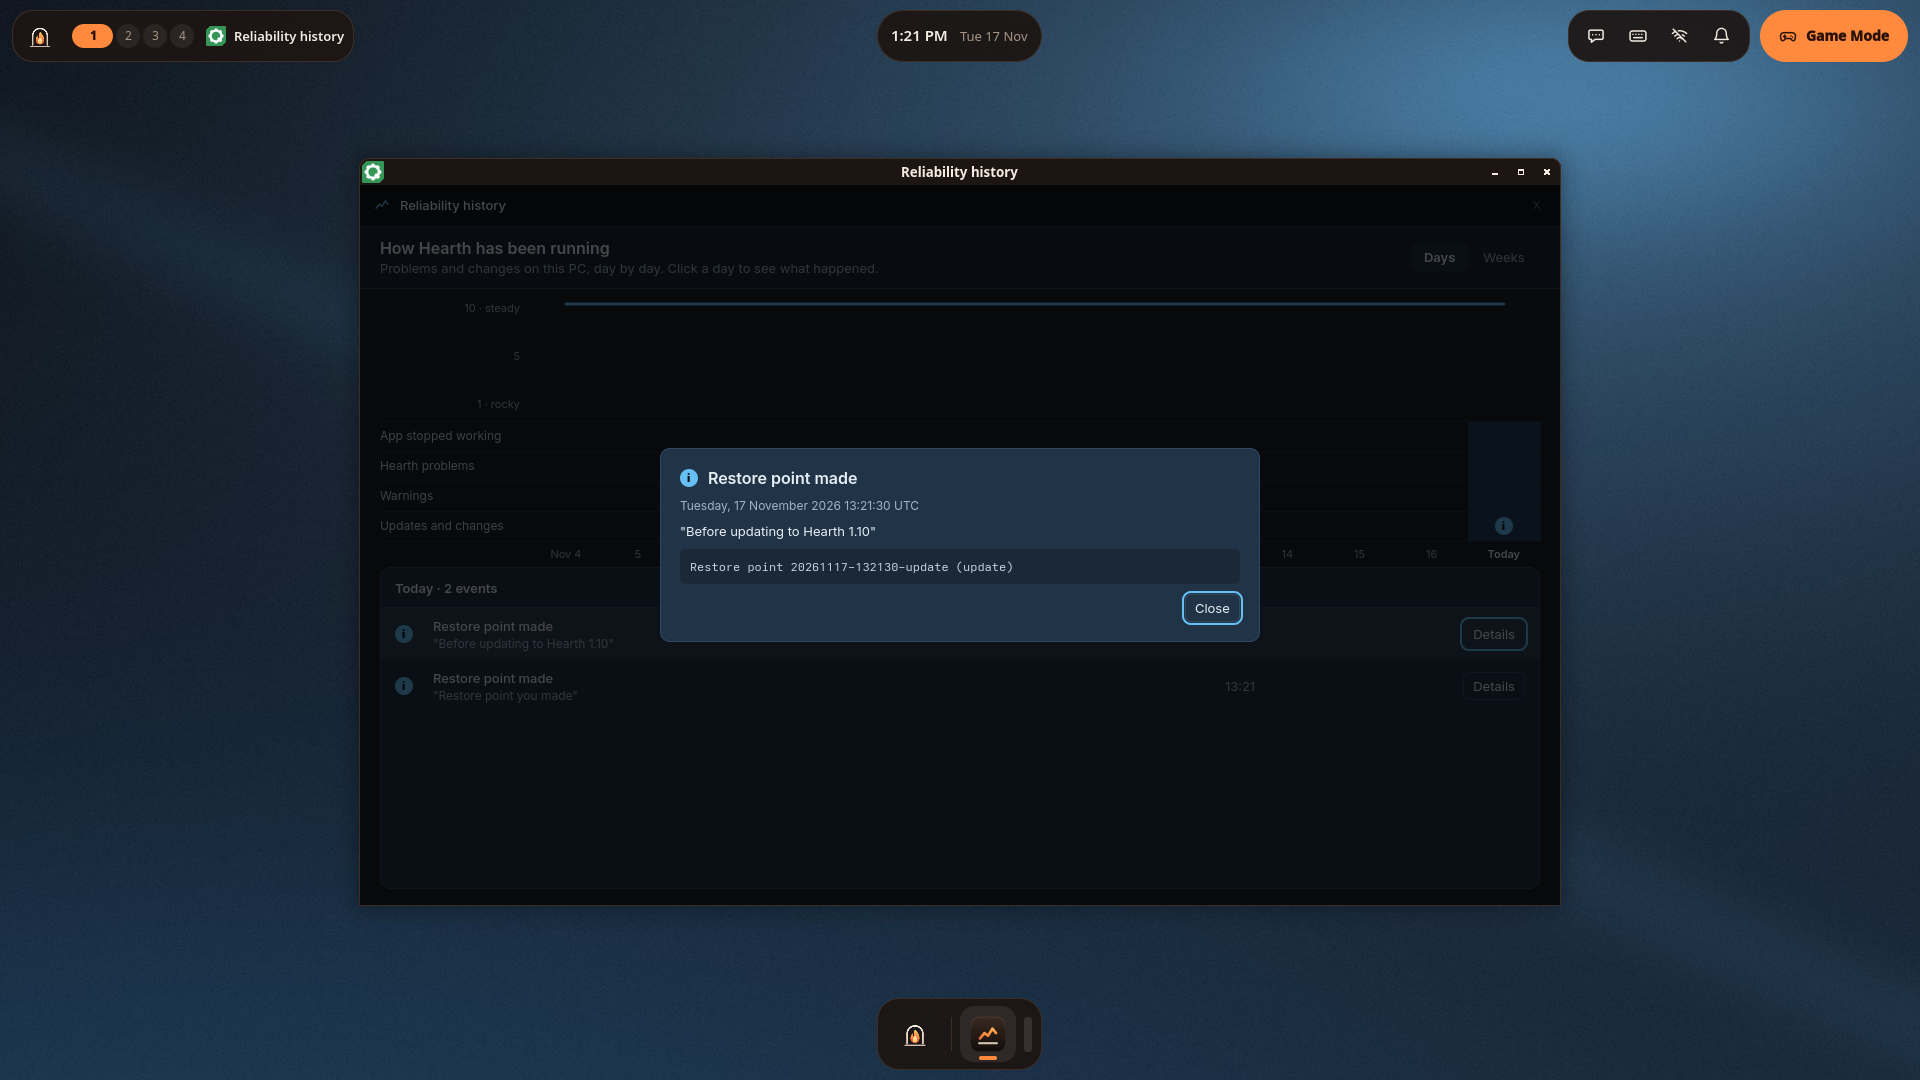 1 2 3 4 Reliability history
1:21 PM Tue 17 Nov
Game Mode
Reliability history
Reliability history
X
How Hearth has been running
Problems and changes on this PC, day by day. Click a day to see what happened.
Days Weeks
10 · steady
5
1 · rocky
App stopped working
Hearth problems
Warnings
Updates and changes
Nov 4 5 14 15 16 Today
Restore point made
Tuesday, 17 November 2026 13:21:30 UTC
"Before updating to Hearth 1.10"
Restore point 20261117-132130-update (update)
Close
Today · 2 events
Restore point made
"Before updating to Hearth 1.10"
Details
Restore point made
"Restore point you made"
13:21
Details